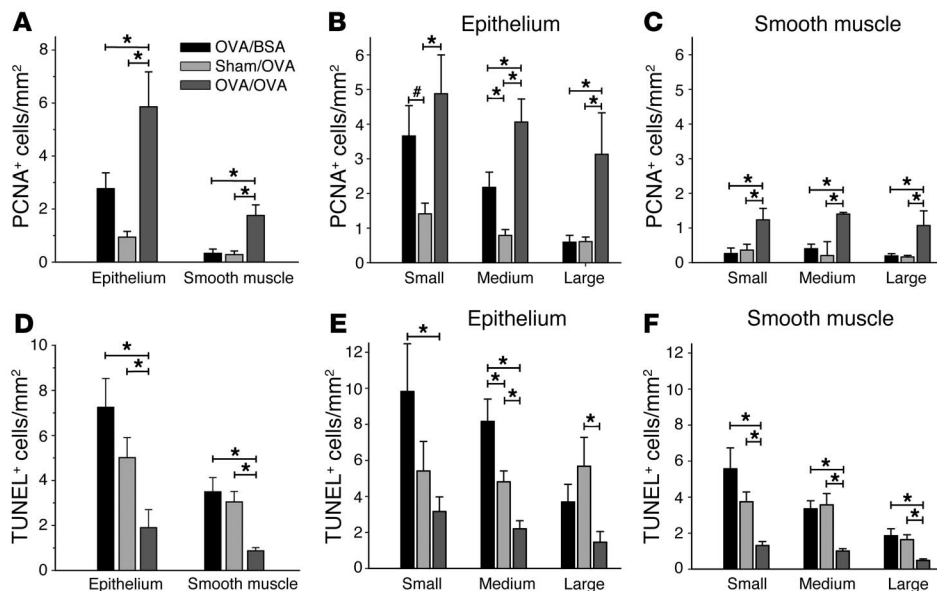 A
PCNA⁺ cells/mm²
8
6
4
2
0
OVA/BSA
Sham/OVA
OVA/OVA
*
*
*
*
Epithelium
Smooth muscle
B
Epithelium
PCNA⁺ cells/mm²
6
5
4
3
2
1
0
#
*
*
*
*
*
*
Small
Medium
Large
C
Smooth muscle
PCNA⁺ cells/mm²
6
5
4
3
2
1
0
*
*
*
*
*
*
Small
Medium
Large
D
TUNEL⁺ cells/mm²
10
8
6
4
2
0
*
*
*
*
Epithelium
Smooth muscle
E
Epithelium
TUNEL⁺ cells/mm²
12
10
8
6
4
2
0
*
*
*
*
*
Small
Medium
Large
F
Smooth muscle
TUNEL⁺ cells/mm²
12
10
8
6
4
2
0
*
*
*
*
*
*
Small
Medium
Large